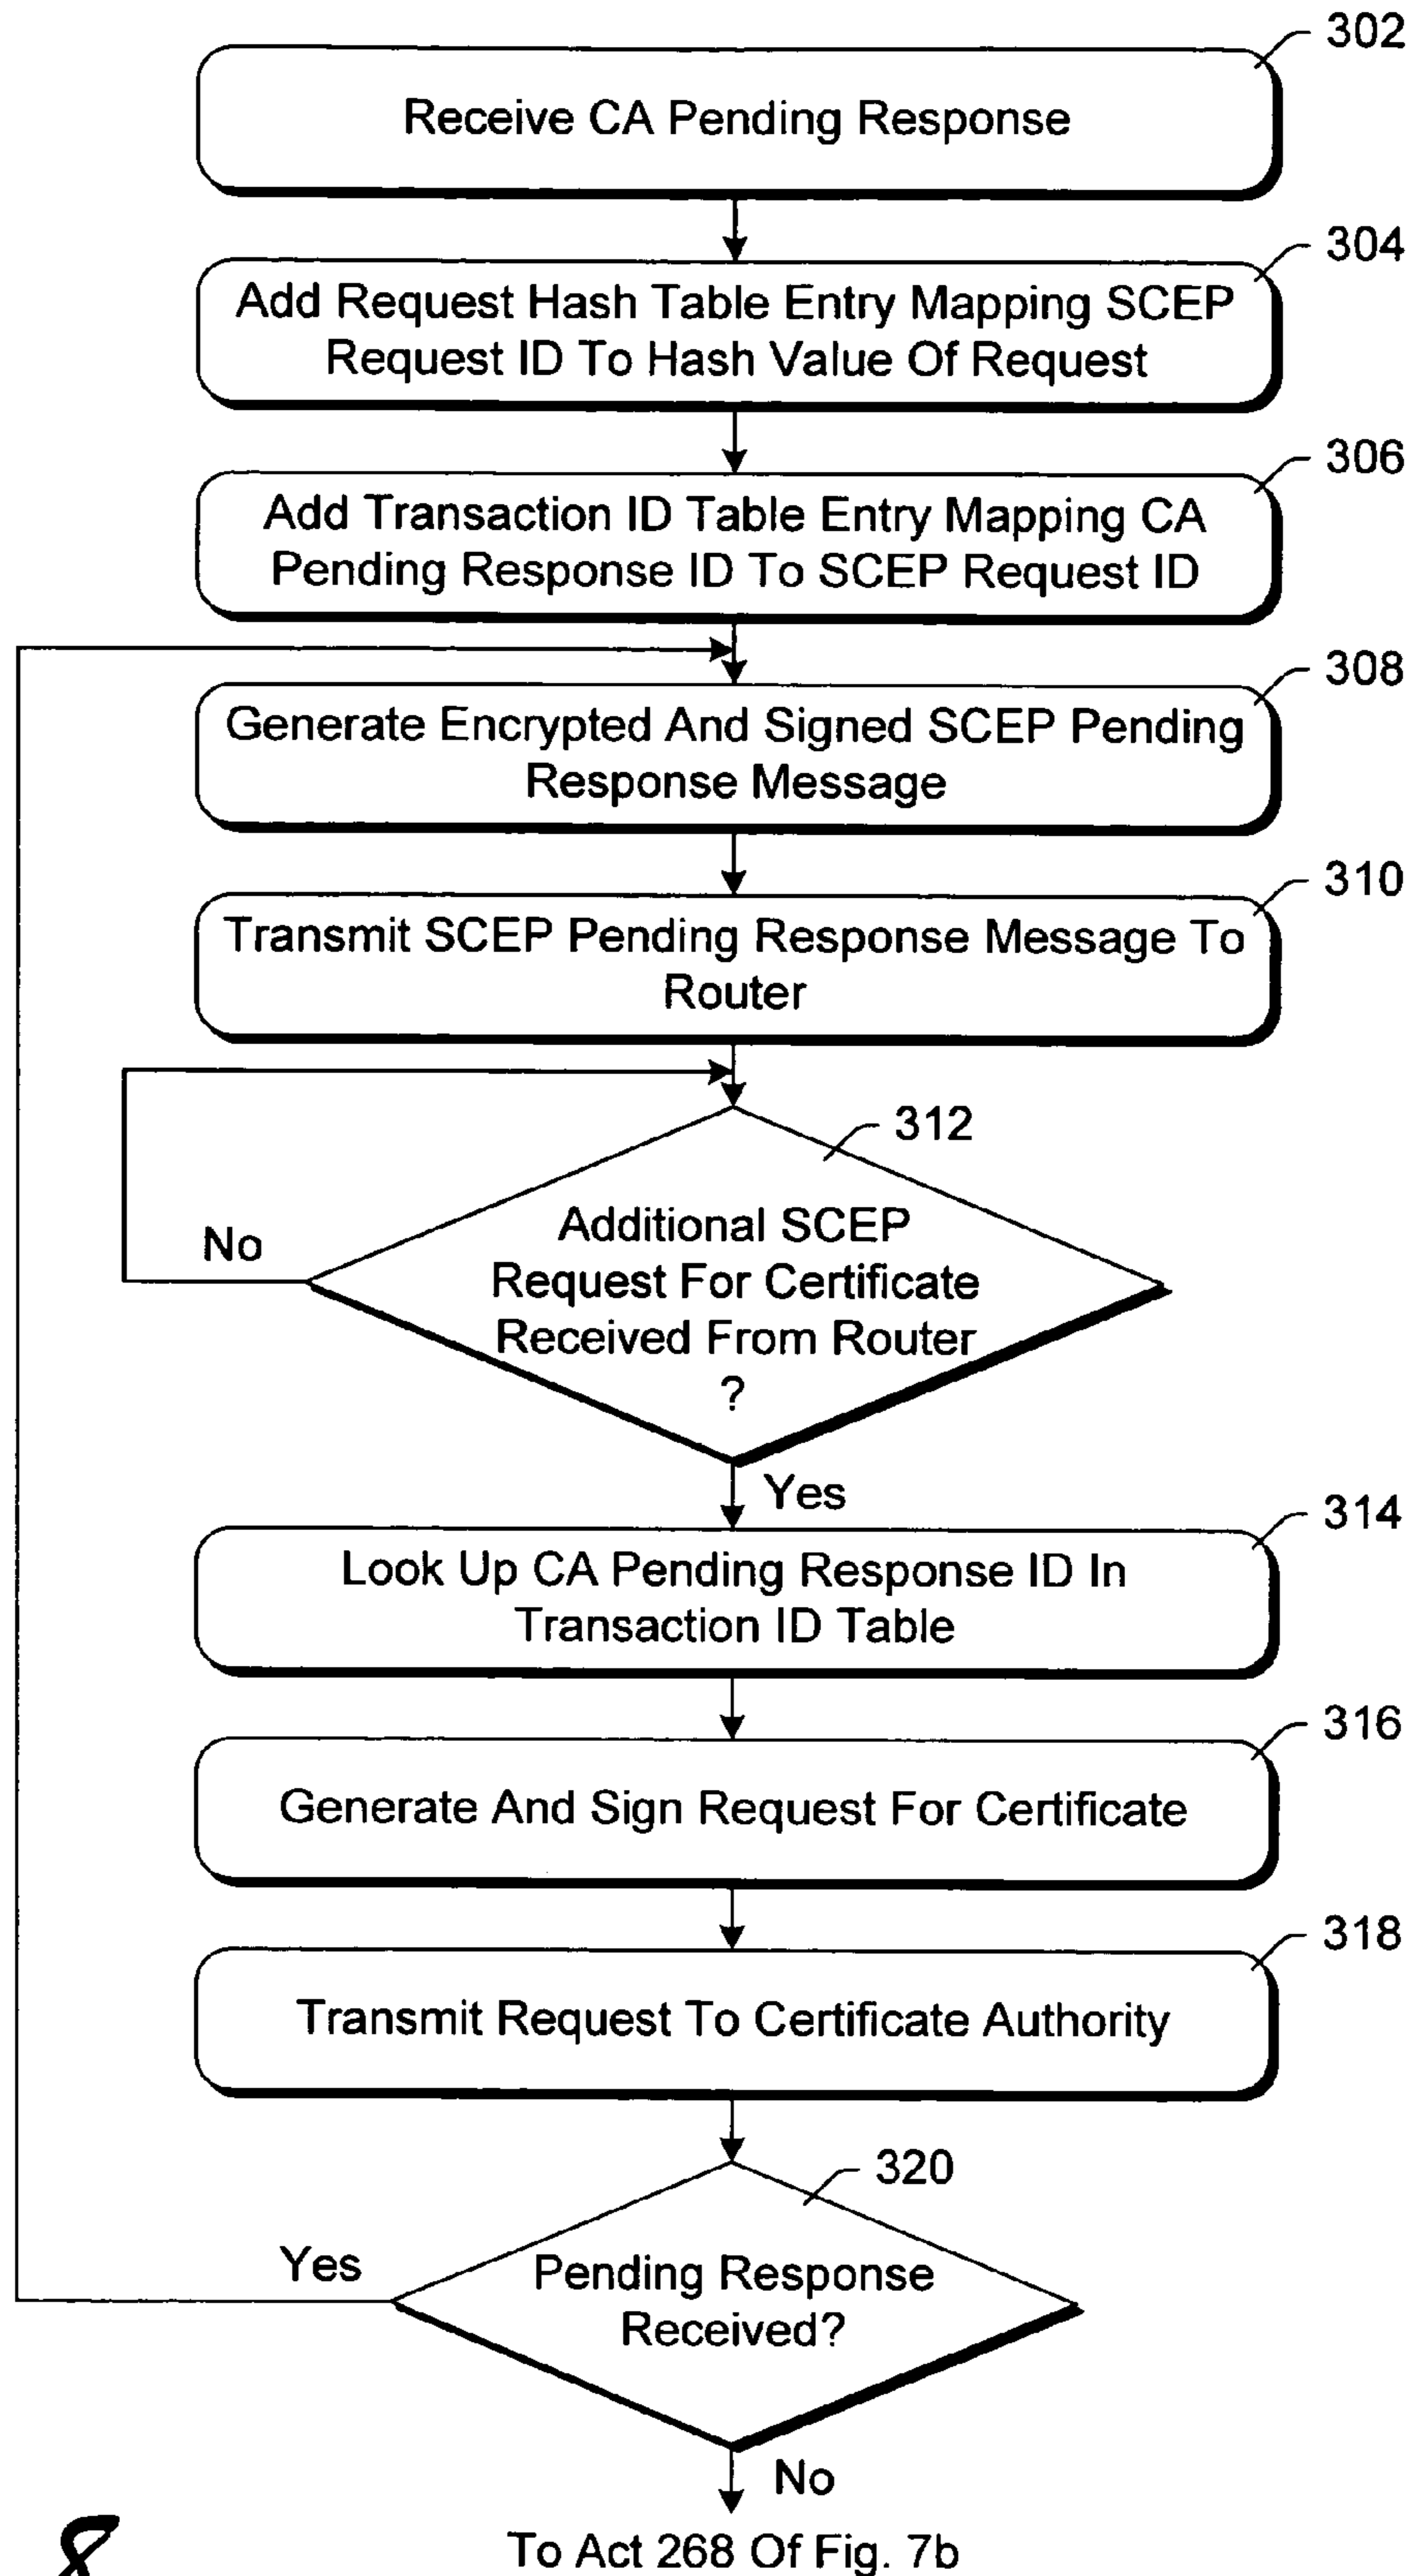 302
Receive CA Pending Response
304
Add Request Hash Table Entry Mapping SCEP
Request ID To Hash Value Of Request
306
Add Transaction ID Table Entry Mapping CA
Pending Response ID To SCEP Request ID
308
Generate Encrypted And Signed SCEP Pending
Response Message
310
Transmit SCEP Pending Response Message To
Router
312
Additional SCEP
Request For Certificate
Received From Router
?
No
Yes
314
Look Up CA Pending Response ID In
Transaction ID Table
316
Generate And Sign Request For Certificate
318
Transmit Request To Certificate Authority
320
Pending Response
Received?
Yes
No
To Act 268 Of Fig. 7b
8